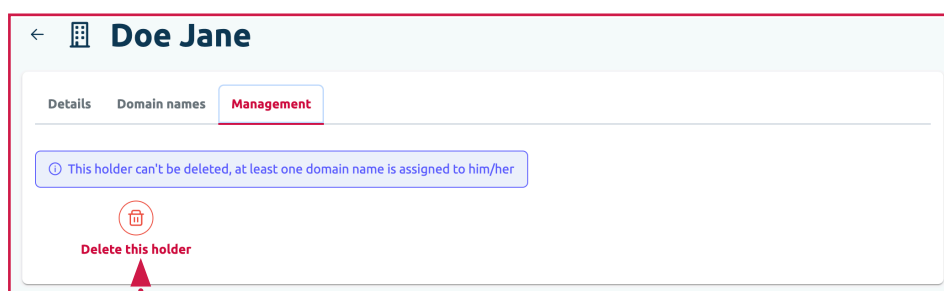 Doe Jane
Details Domain names Management
This holder can't be deleted, at least one domain name is assigned to him/her
Delete this holder